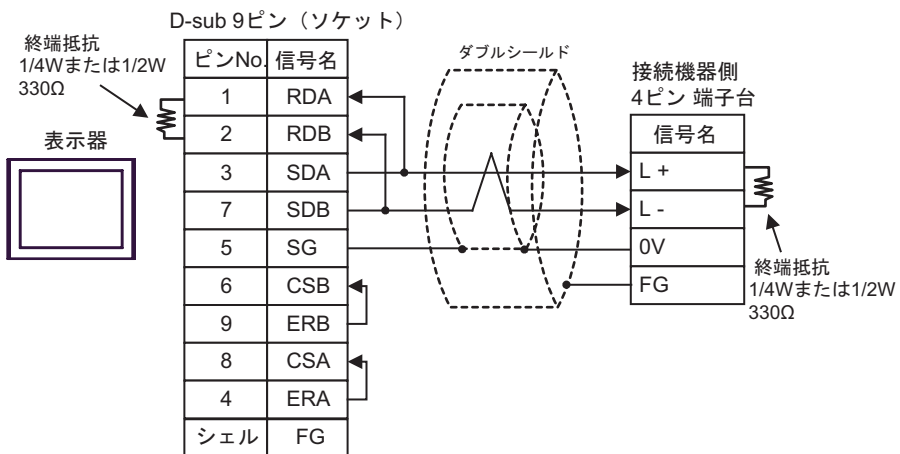 D-sub 9ピン（ソケット）
終端抵抗
1/4Wまたは1/2W
330Ω
表示器
ピンNo. 信号名
1 RDA
2 RDB
3 SDA
7 SDB
5 SG
6 CSB
9 ERB
8 CSA
4 ERA
シェル FG
ダブルシールド
接続機器側
4ピン 端子台
信号名
L +
L -
0V
FG
終端抵抗
1/4Wまたは1/2W
330Ω